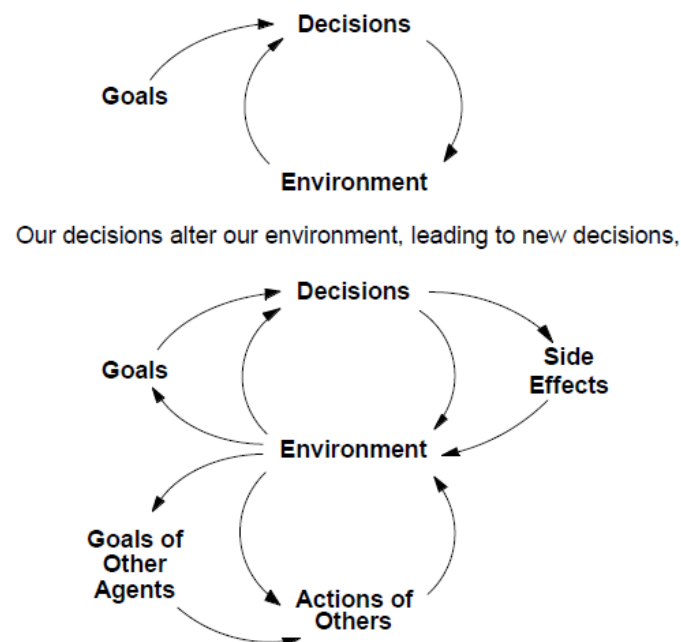 Decisions
Goals
Environment
Our decisions alter our environment, leading to new decisions,
Decisions
Side
Effects
Goals
Environment
Goals of
Other
Agents
Actions of
Others